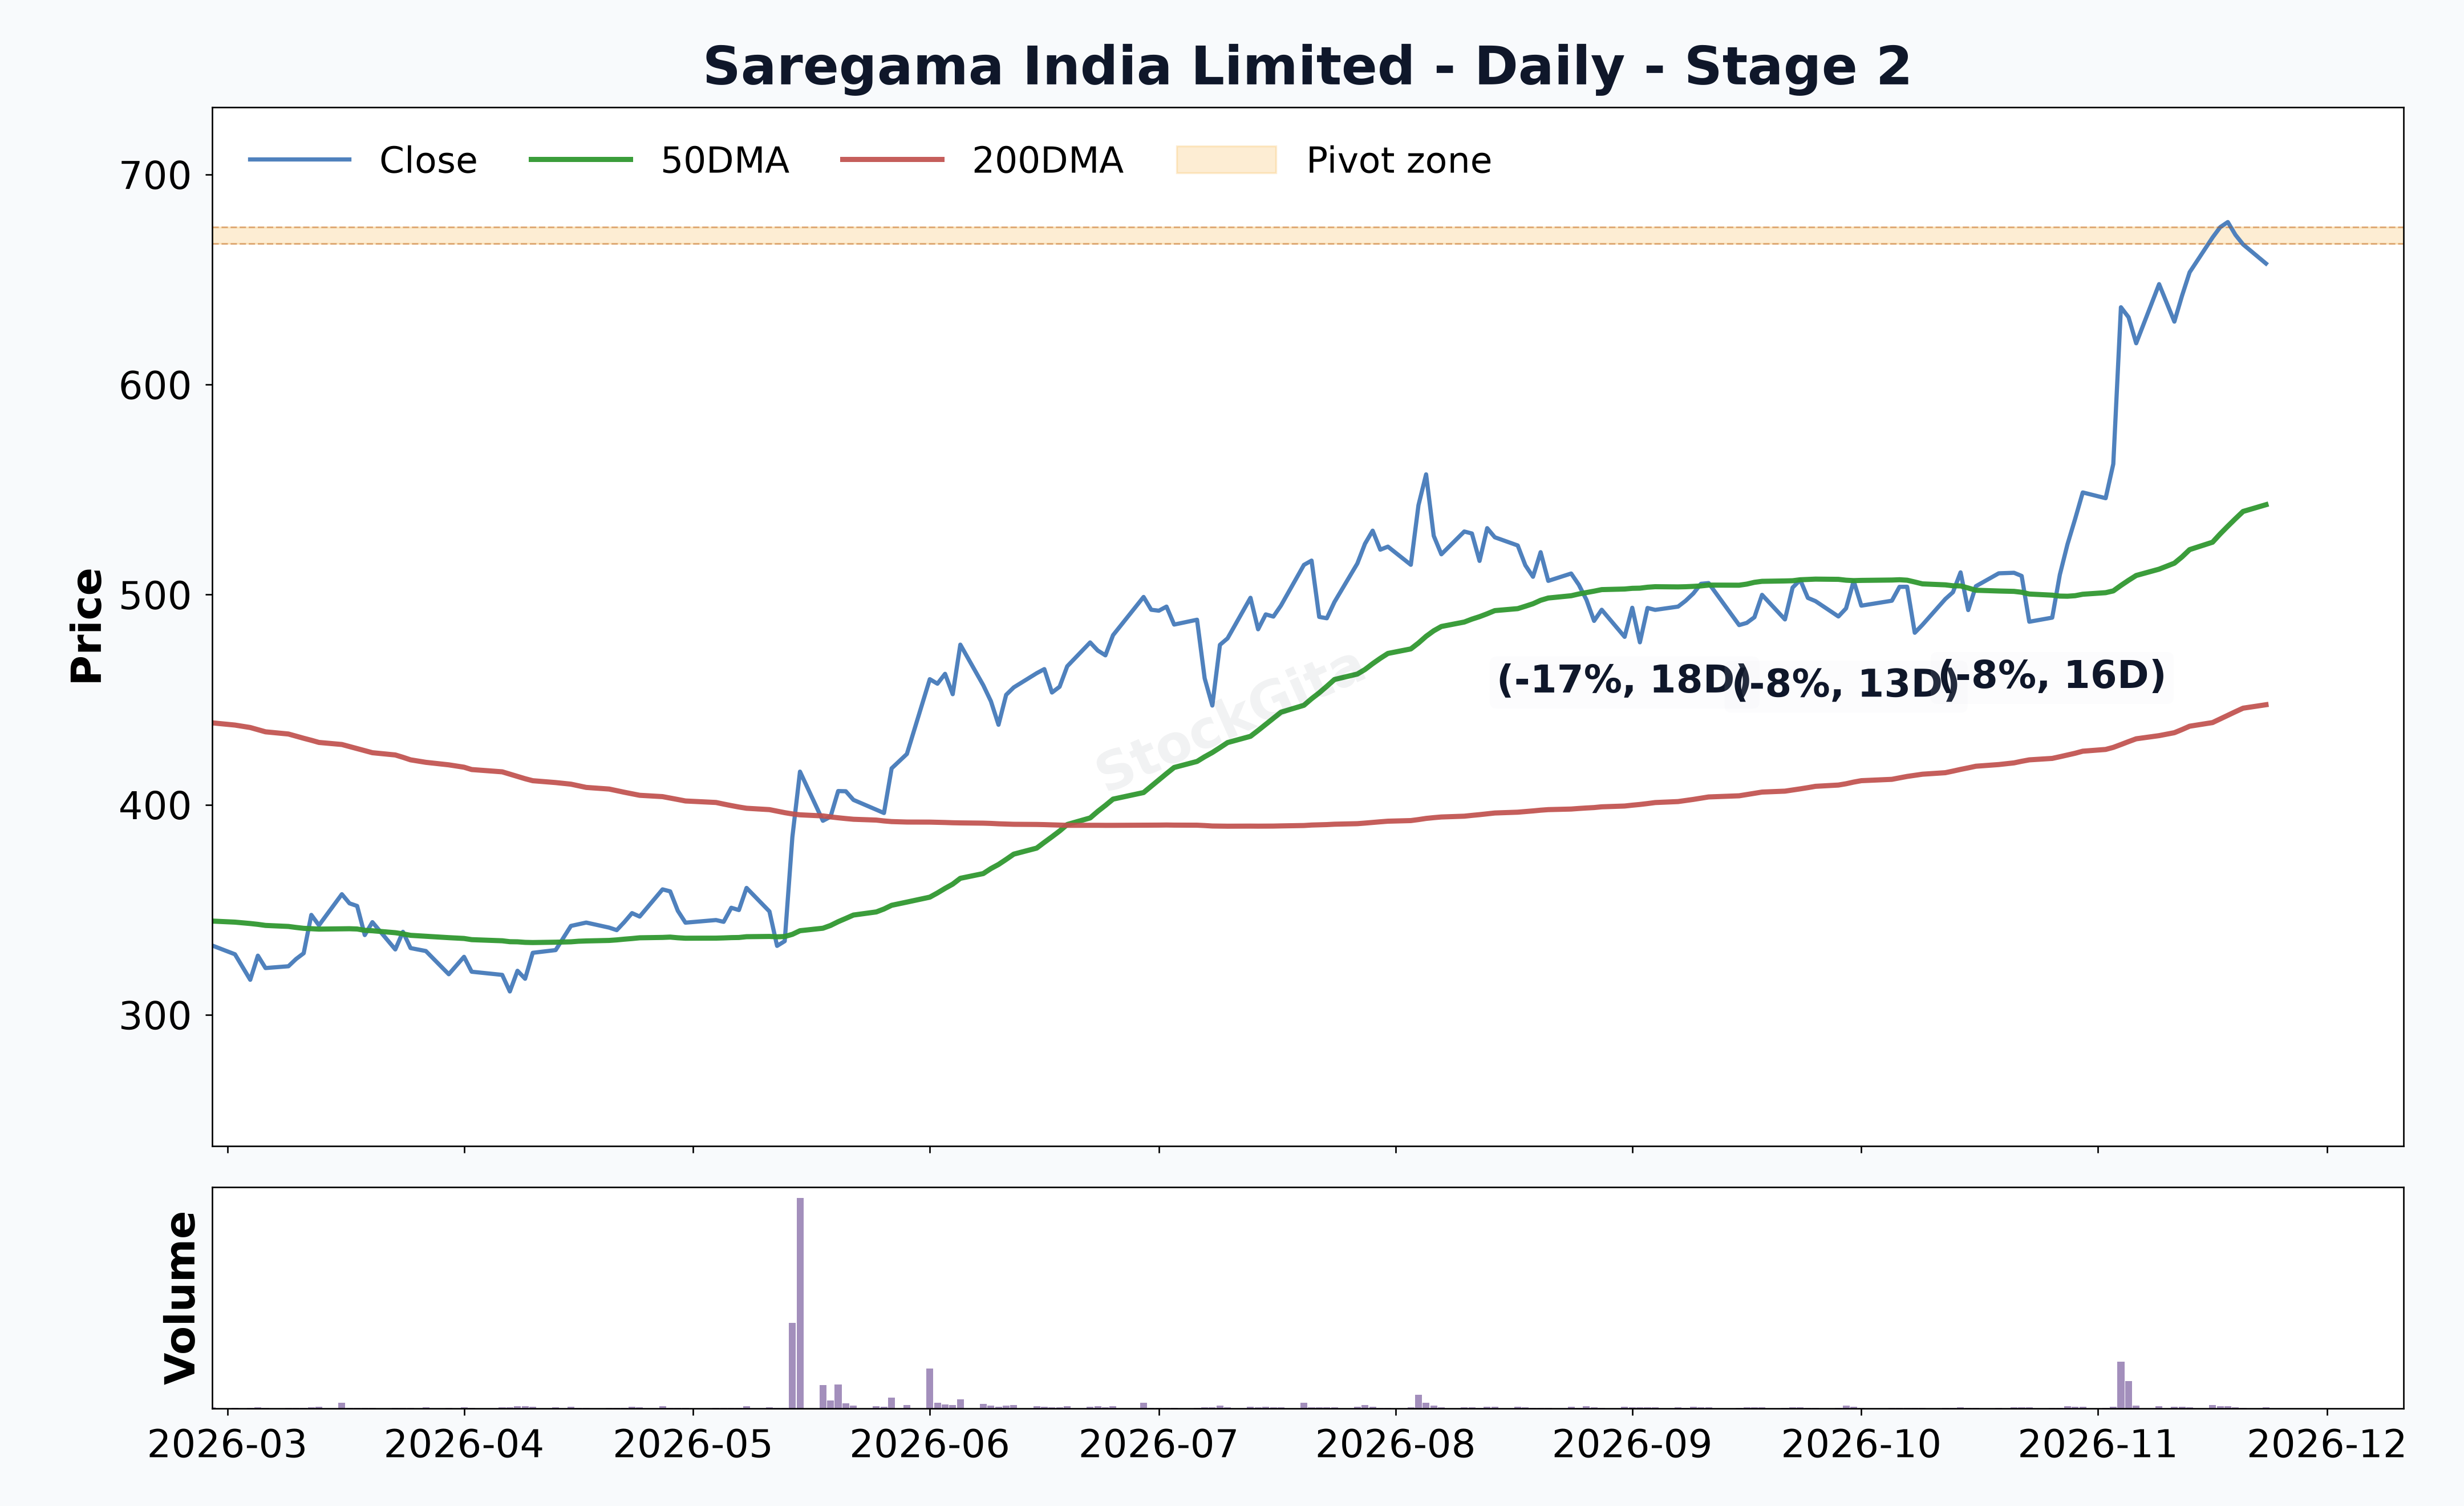 Saregama India Limited - Daily - Stage 2
Close 50DMA 200DMA Pivot zone
Price
700
600
500
400
300
StockGita
(-17%, 18D)
(-8%, 13D)
(-8%, 16D)
Volume
2026-03 2026-04 2026-05 2026-06 2026-07 2026-08 2026-09 2026-10 2026-11 2026-12